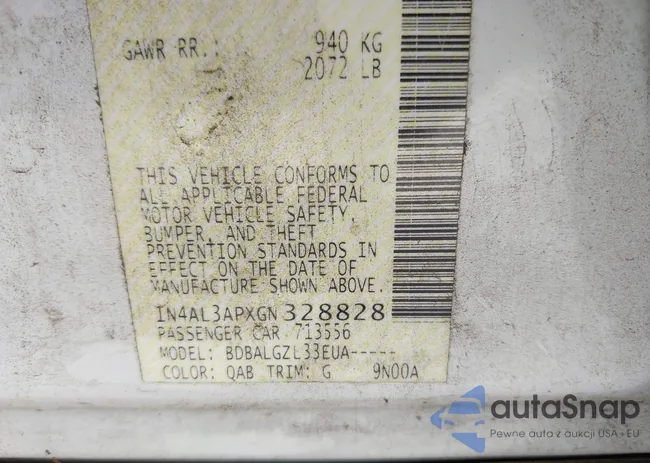 GAWR RR.: 940 KG
2072 LB
THIS VEHICLE CONFORMS TO
ALL APPLICABLE FEDERAL
MOTOR VEHICLE SAFETY,
BUMPER, AND THEFT
PREVENTION STANDARDS IN
EFFECT ON THE DATE OF
MANUFACTURE SHOWN ABOVE.
1N4AL3APXGN328828
PASSENGER CAR 713556
MODEL: BDBALGZL33EUA-----
COLOR: QAB TRIM: G 9N00A
autaSnap
Pewne auta z aukcji USA i EU